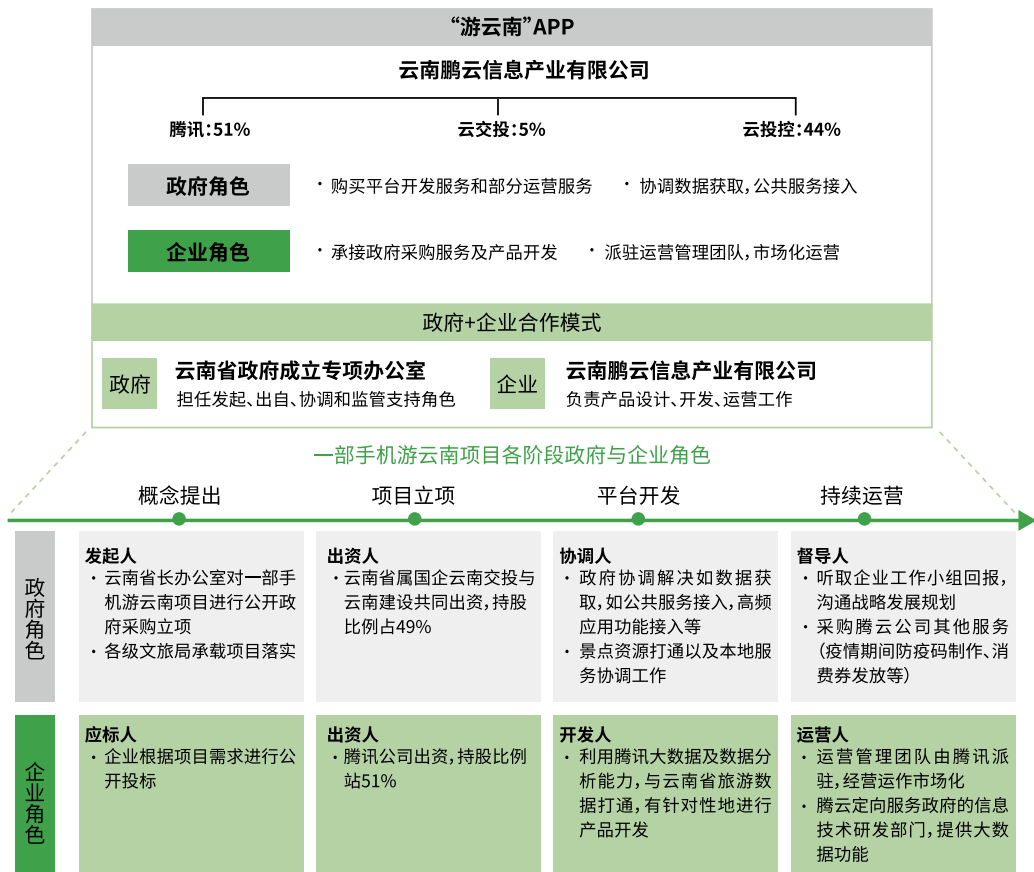 “游云南”APP
云南鹏云信息产业有限公司
腾讯：51%
云交投：5%
云投控：44%
政府角色
· 购买平台开发服务和部分运营服务
· 协调数据获取，公共服务接入
企业角色
· 承接政府采购服务及产品开发
· 派驻运营管理团队，市场化运营
政府+企业合作模式
政府
云南省政府成立专项办公室
担任发起、出自、协调和监管支持角色
企业
云南鹏云信息产业有限公司
负责产品设计、开发、运营工作
一部手机游云南项目各阶段政府与企业角色
概念提出
项目立项
平台开发
持续运营
政府角色
发起人
· 云南省长办公室对一部手
机游云南项目进行公开政
府采购立项
· 各级文旅局承载项目落实
出资人
· 云南省属国企云南交投与
云南建设共同出资，持股
比例占49%
协调人
· 政府协调解决如数据获
取，如公共服务接入，高频
应用功能接入等
· 景点资源打通以及本地服
务协调工作
督导人
· 听取企业工作小组回报，
沟通战略发展规划
· 采购腾云公司其他服务
（疫情期间防疫码制作、消
费券发放等）
企业角色
应标人
· 企业根据项目需求进行公
开投标
出资人
· 腾讯公司出资，持股比例
站51%
开发人
· 利用腾讯大数据及数据分
析能力，与云南省旅游数
据打通，有针对性地进行
产品开发
运营人
· 运营管理团队由腾讯派
驻，经营运作市场化
· 腾云定向服务政府的信息
技术研发部门，提供大数
据功能